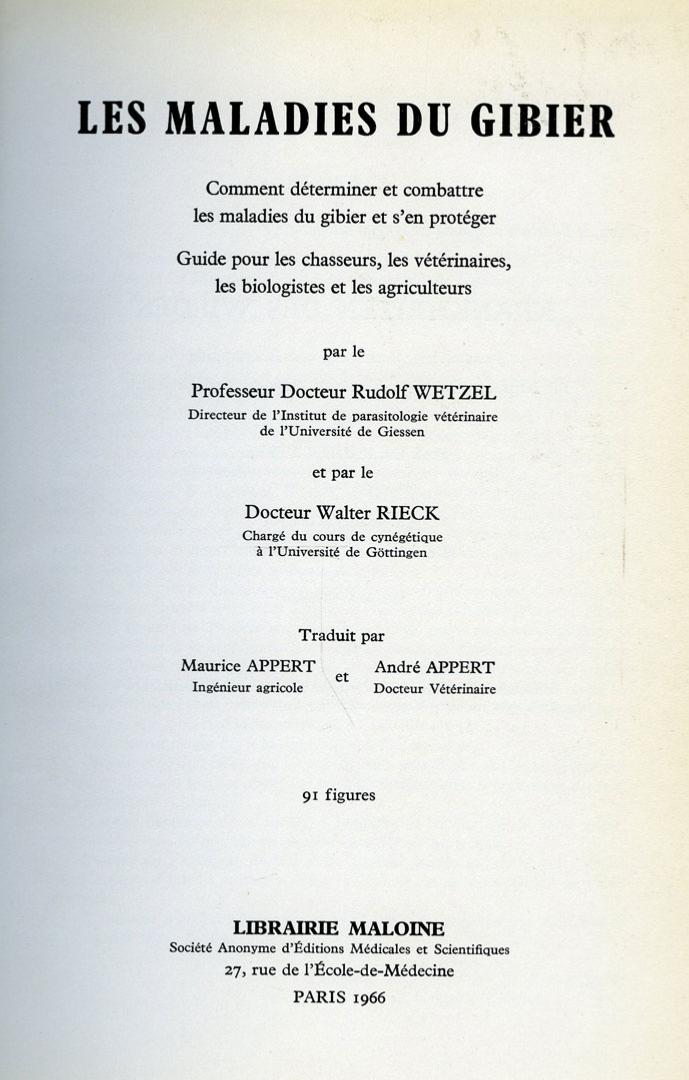 LES MALADIES DU GIBIER
Comment déterminer et combattre
les maladies du gibier et s'en protéger
Guide pour les chasseurs, les vétérinaires,
les biologistes et les agriculteurs
par le
Professeur Docteur Rudolf WETZEL
Directeur de l'Institut de parasitologie vétérinaire
de l'Université de Giessen
et par le
Docteur Walter RIECK
Chargé du cours de cynégétique
à l'Université de Göttingen
Traduit par
Maurice APPERT
Ingénieur agricole
et
André APPERT
Docteur Vétérinaire
91 figures
LIBRAIRIE MALOINE
Société Anonyme d'Éditions Médicales et Scientifiques
27, rue de l'École-de-Médecine
PARIS 1966